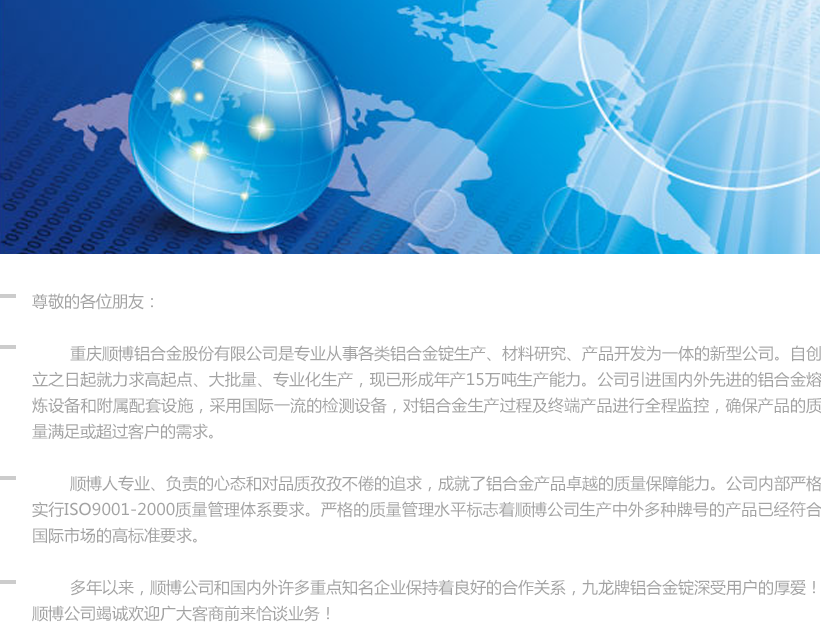 尊敬的各位朋友：
重庆顺博铝合金股份有限公司是专业从事各类铝合金锭生产、材料研究、产品开发为一体的新型公司。自创
立之日起就力求高起点、大批量、专业化生产，现已形成年产15万吨生产能力。公司引进国内外先进的铝合金熔
炼设备和附属配套设施，采用国际一流的检测设备，对铝合金生产过程及终端产品进行全程监控，确保产品的质
量满足或超过客户的需求。
顺博人专业、负责的心态和对品质孜孜不倦的追求，成就了铝合金产品卓越的质量保障能力。公司内部严格
实行ISO9001-2000质量管理体系要求。严格的质量管理水平标志着顺博公司生产中外多种牌号的产品已经符合
国际市场的高标准要求。
多年以来，顺博公司和国内外许多重点知名企业保持着良好的合作关系，九龙牌铝合金锭深受用户的厚爱！
顺博公司竭诚欢迎广大客商前来恰谈业务！